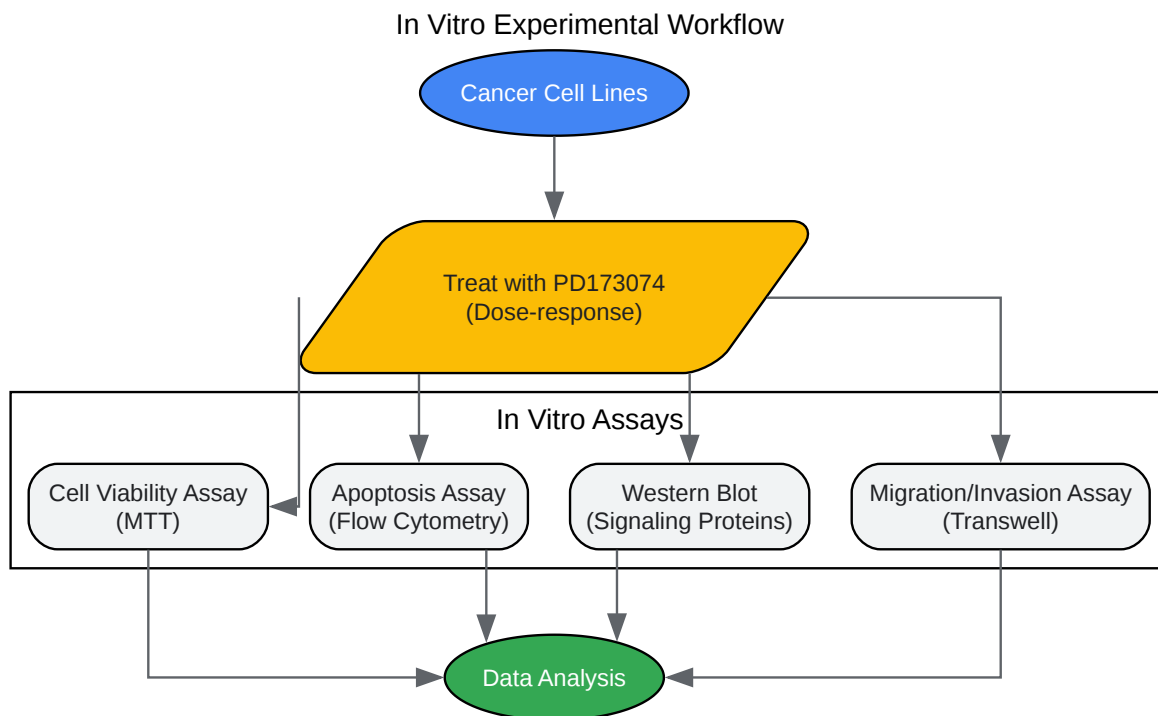 In Vitro Experimental Workflow
Cancer Cell Lines
Treat with PD173074
(Dose-response)
In Vitro Assays
Cell Viability Assay
(MTT)
Apoptosis Assay
(Flow Cytometry)
Western Blot
(Signaling Proteins)
Migration/Invasion Assay
(Transwell)
Data Analysis